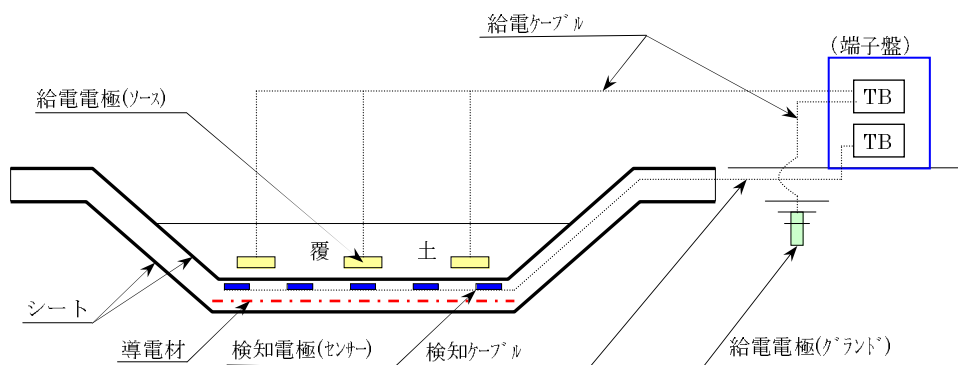 給電ケーブル
(端子盤)
給電電極(ソース)
TB
TB
覆 土
シート
導電材
検知電極(センサー)
検知ケーブル
給電電極(グランド)